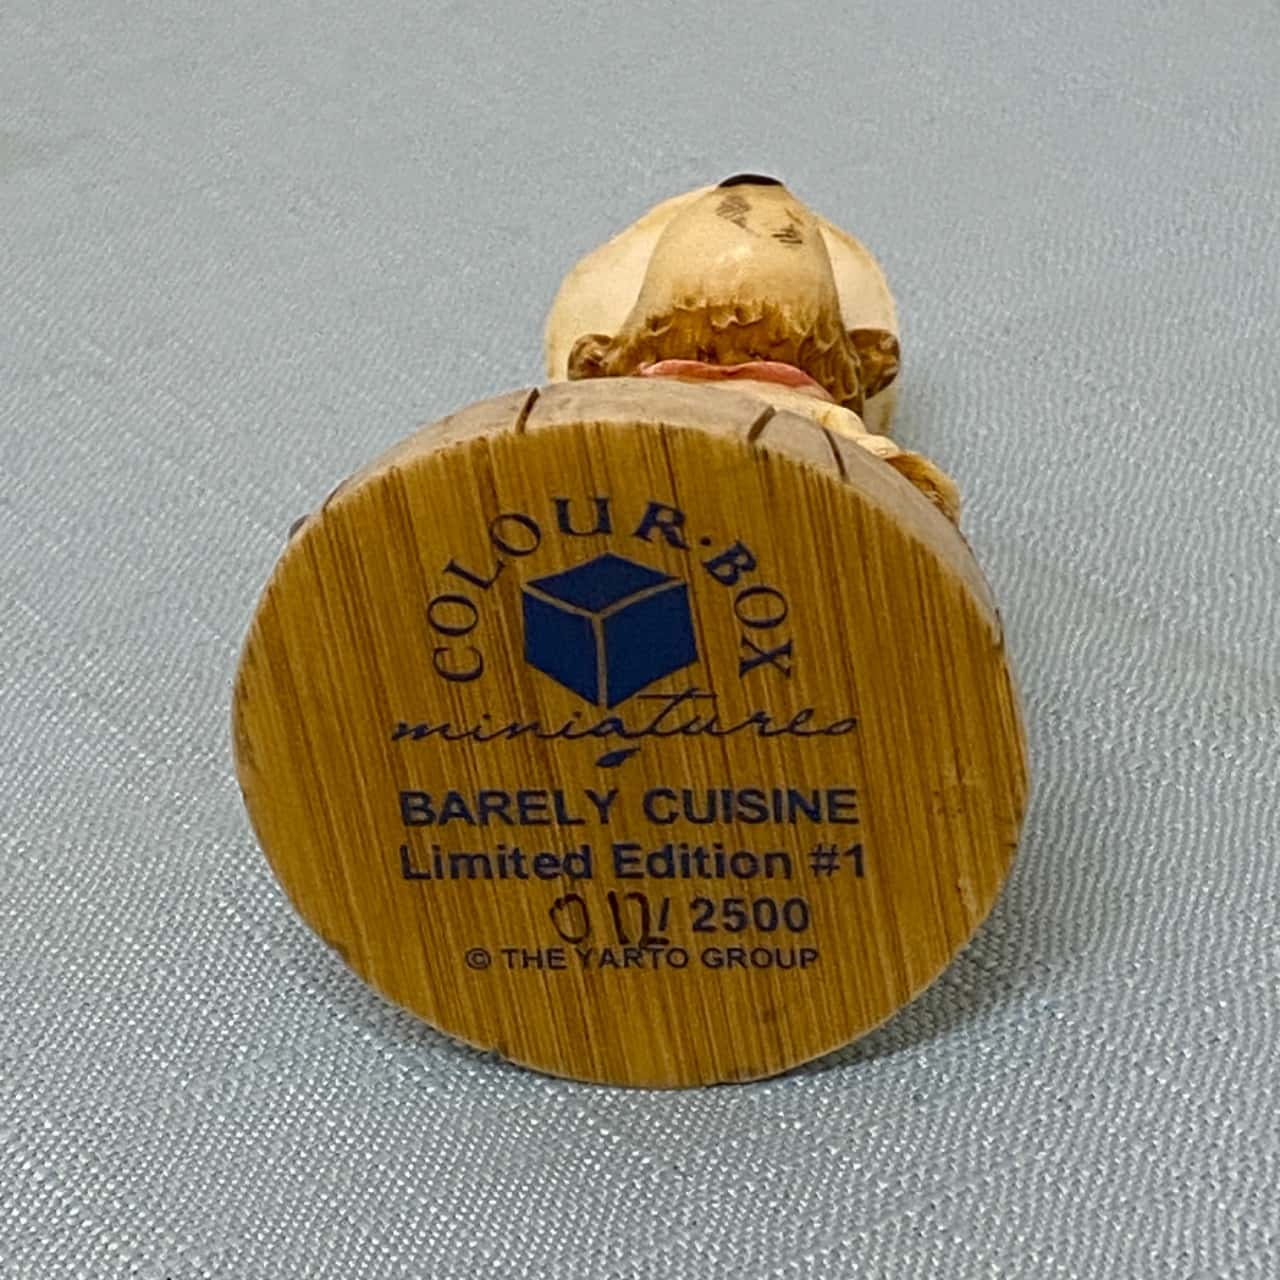 COLOUR·BOX
miniatures
BARELY CUISINE
Limited Edition #1
012/ 2500
© THE YARTO GROUP